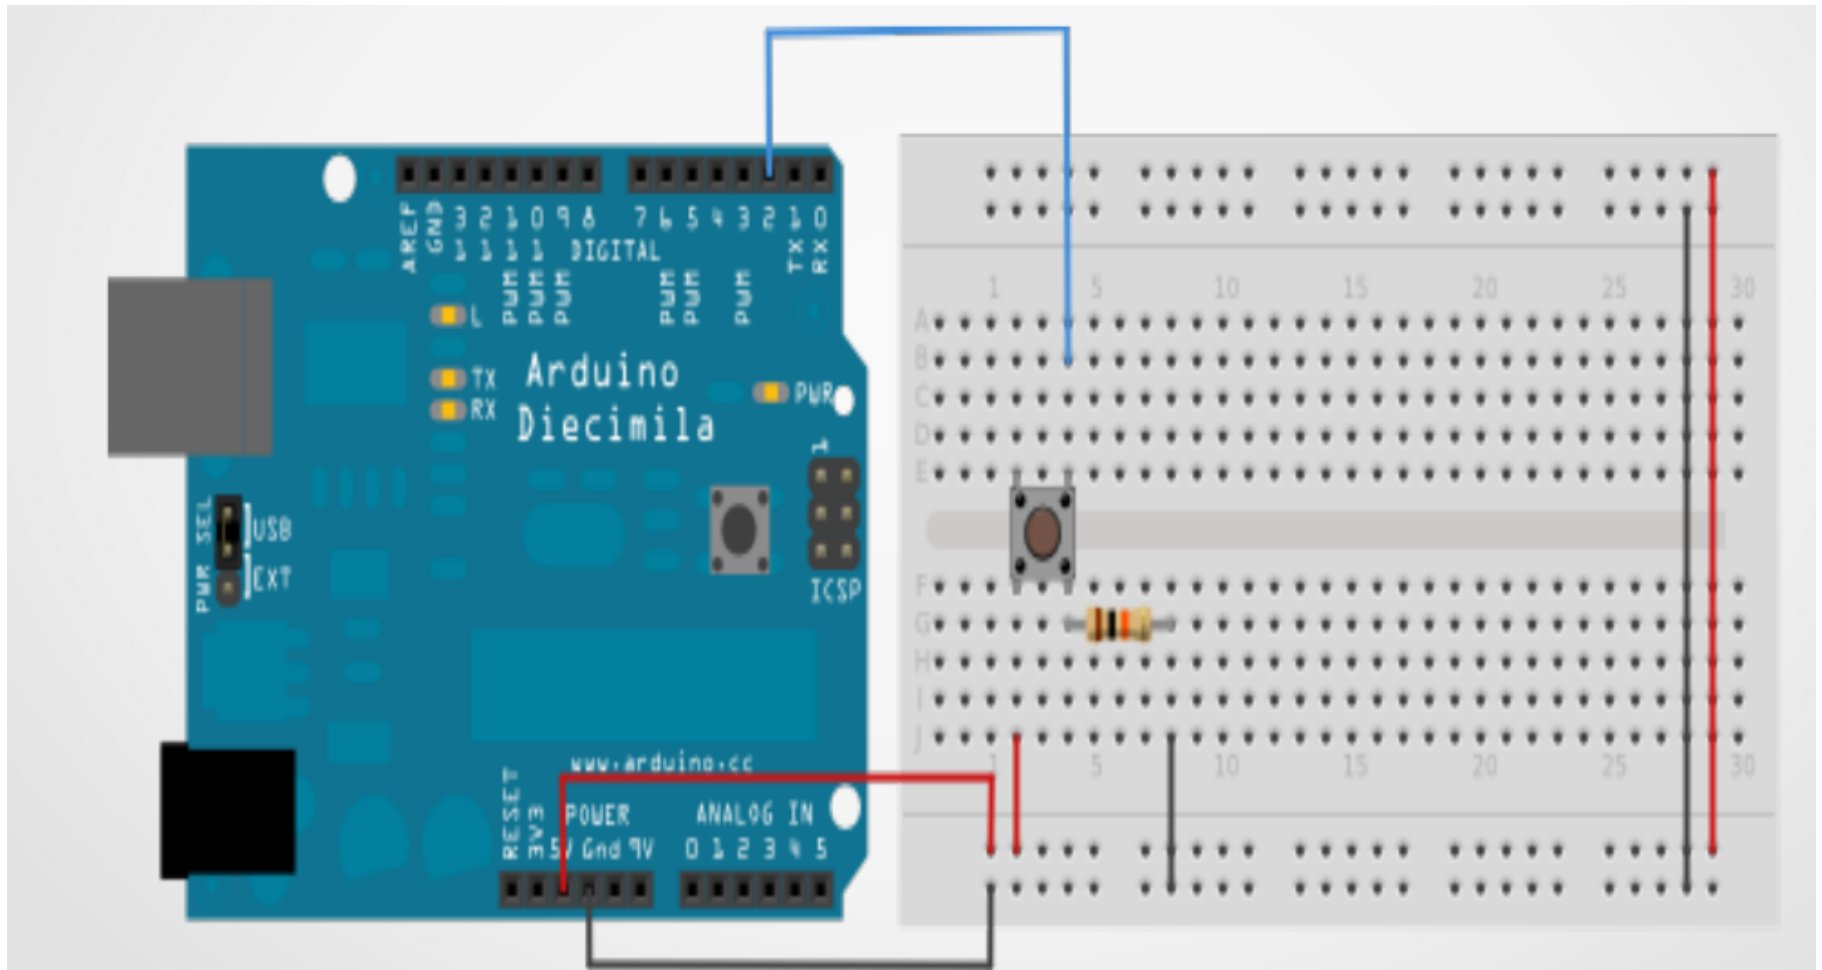 AREF GND 13 12 11 10 9 8 7 6 5 4 3 2 1 0
DIGITAL
TX RX
PWM PWM PWM PWM PWM PWM
L
TX
RX
Arduino
Diecimila
PWR
1
ICSP
PWR SEL
USB
EXT
www.arduino.cc
POWER
ANALOG IN
RESET 3V3 5V Gnd 9V 0 1 2 3 4 5
1 5 10 15 20 25 30
A
B
C
D
E
F
G
H
I
J
1 5 10 15 20 25 30